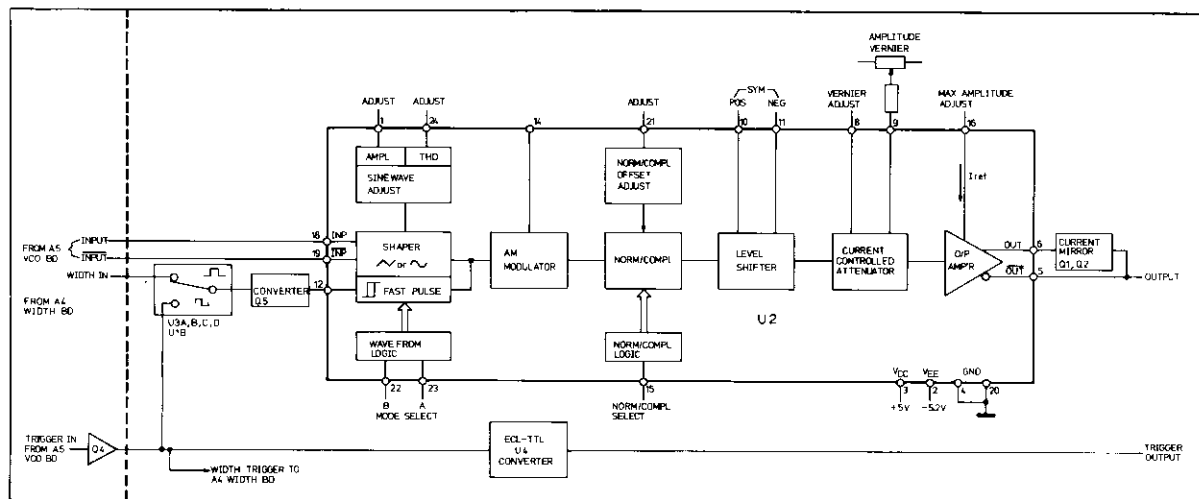 AMPLITUDE
VERNIER
ADJUST
ADJUST
ADJUST
SYM
POS
NEG
VERNIER
ADJUST
MAX AMPLITUDE
ADJUST
1
24
14
21
10
11
8
9
16
AMPL
THD
SINEWAVE
ADJUST
NORM/COMPL
OFFSET
ADJUST
Iref
FROM A5
VCO BD
INPUT
INPUT
18
INP
19
INP
SHAPER
OR
FAST PULSE
AM
MODULATOR
NORM/COMPL
LEVEL
SHIFTER
CURRENT
CONTROLLED
ATTENUATOR
O/P
AMP'R
OUT
6
OUT
5
CURRENT
MIRROR
Q1, Q2
OUTPUT
WIDTH IN
FROM A4
WIDTH BD
U3A,B,C,D
CONVERTER
Q5
12
U2
WAVE FROM
LOGIC
NORM/COMPL
LOGIC
22
23
B
A
MODE SELECT
15
NORM/COMPL
SELECT
VCC
VEE
GND
3
2
4
20
+5V
-5.2V
TRIGGER IN
FROM A5
VCO BD
Q4
ECL-TTL
U4
CONVERTER
TRIGGER
OUTPUT
WIDTH TRIGGER TO
A4 WIDTH BD